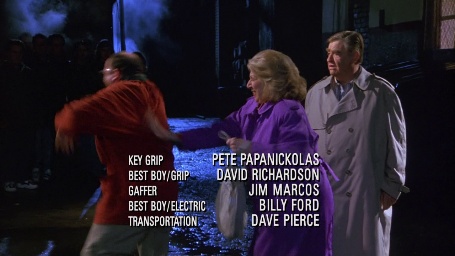 KEY GRIP PETE PAPANICKOLAS
BEST BOY/GRIP DAVID RICHARDSON
GAFFER JIM MARCOS
BEST BOY/ELECTRIC BILLY FORD
TRANSPORTATION DAVE PIERCE